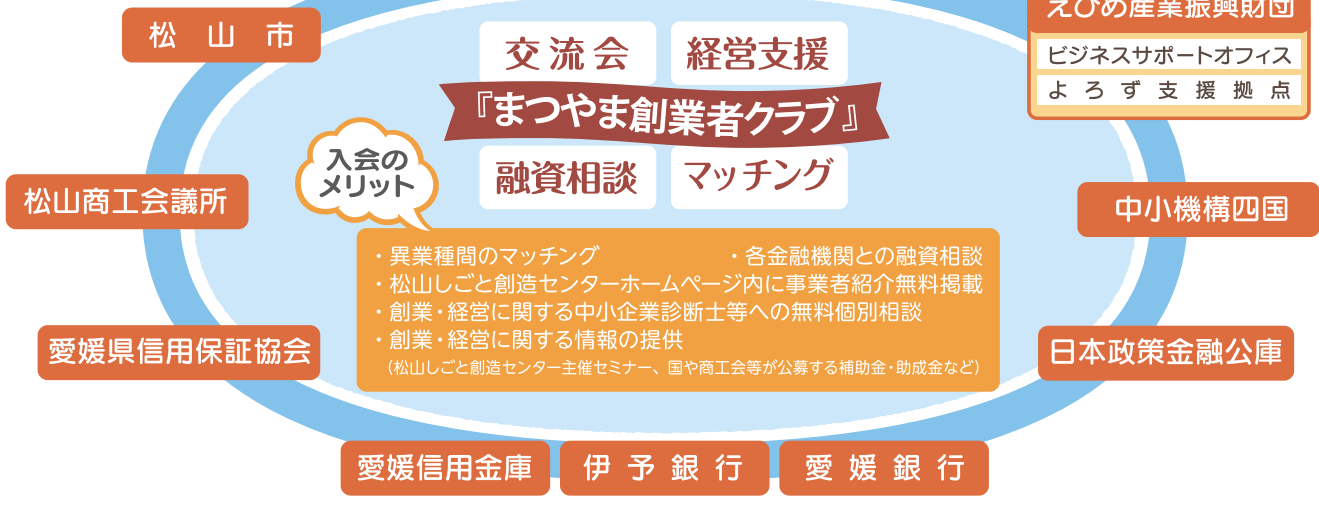 えひめ産業振興財団
松山市
ビジネスサポートオフィス
よろず支援拠点
交流会
経営支援
『まつやま創業者クラブ』
融資相談
マッチング
入会の
メリット
松山商工会議所
中小機構四国
・異業種間のマッチング ・各金融機関との融資相談
・松山しごと創造センターホームページ内に事業者紹介無料掲載
・創業・経営に関する中小企業診断士等への無料個別相談
・創業・経営に関する情報の提供
（松山しごと創造センター主催セミナー、国や商工会等が公募する補助金・助成金など）
愛媛県信用保証協会
日本政策金融公庫
愛媛信用金庫
伊予銀行
愛媛銀行